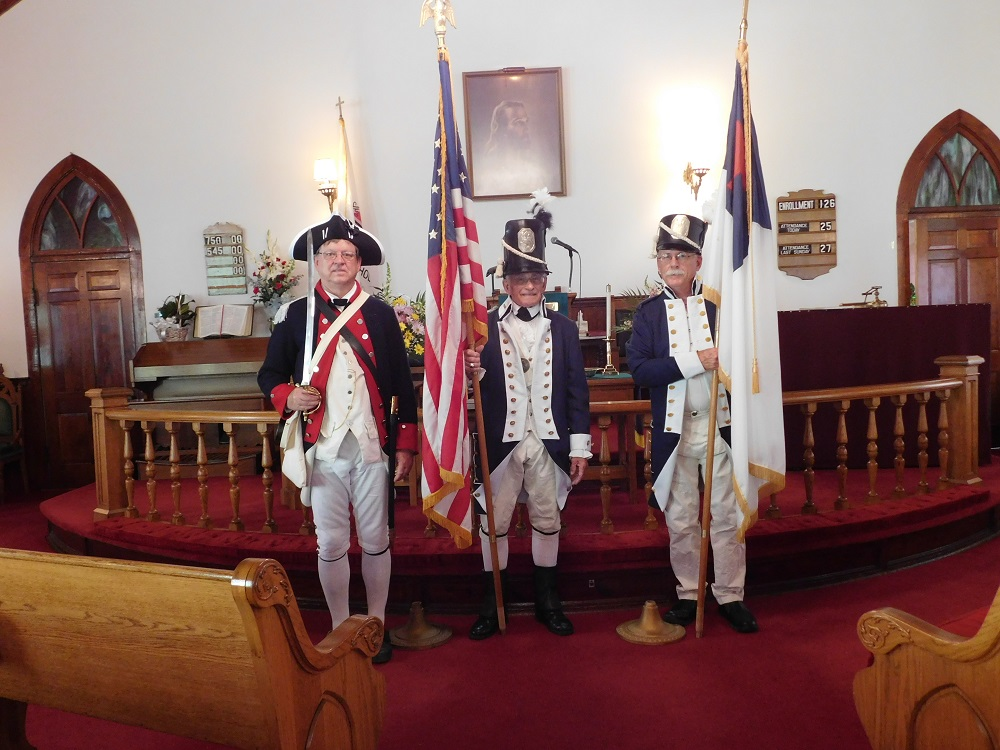 750 00
545 00
00
00
ENROLLMENT 126
ATTENDANCE
TODAY 25
ATTENDANCE
LAST SUNDAY 27